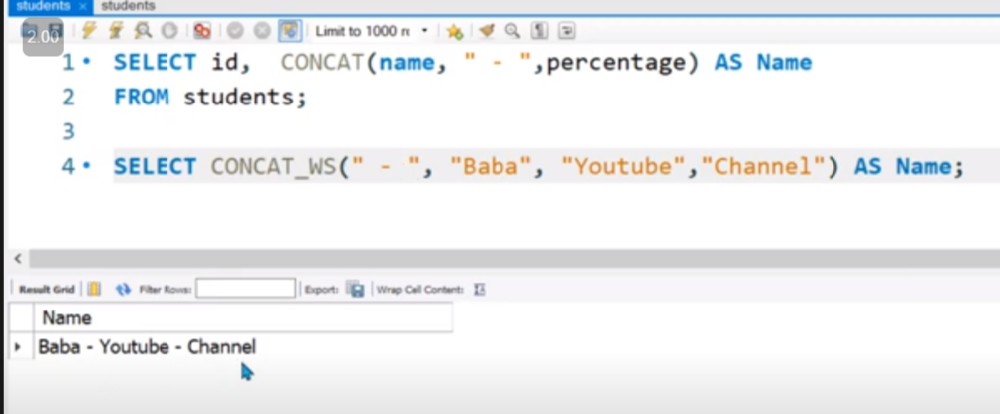 students × students
2.00
Limit to 1000 r
1 SELECT id, CONCAT(name, " - ",percentage) AS Name
2 FROM students;
3
4 SELECT CONCAT_WS(" - ", "Baba", "Youtube","Channel") AS Name;
Result Grid Filter Rows: Export: Wrap Cell Content:
Name
Baba - Youtube - Channel